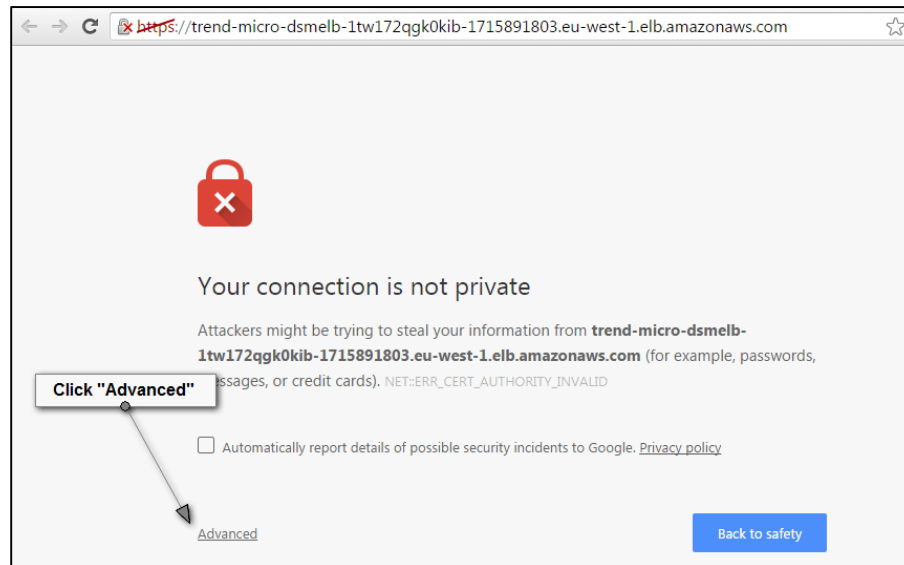 https://trend-micro-dsmelb-1tw172qgk0kib-1715891803.eu-west-1.elb.amazonaws.com
Your connection is not private
Attackers might be trying to steal your information from trend-micro-dsmelb-
1tw172qgk0kib-1715891803.eu-west-1.elb.amazonaws.com (for example, passwords,
ssages, or credit cards). NET::ERR_CERT_AUTHORITY_INVALID
Click "Advanced"
Automatically report details of possible security incidents to Google. Privacy policy
Advanced
Back to safety